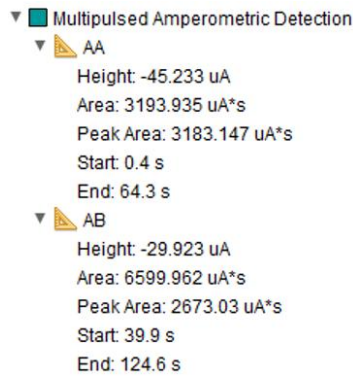 Multipulsed Amperometric Detection
AA
Height: -45.233 uA
Area: 3193.935 uA*s
Peak Area: 3183.147 uA*s
Start: 0.4 s
End: 64.3 s
AB
Height: -29.923 uA
Area: 6599.962 uA*s
Peak Area: 2673.03 uA*s
Start: 39.9 s
End: 124.6 s